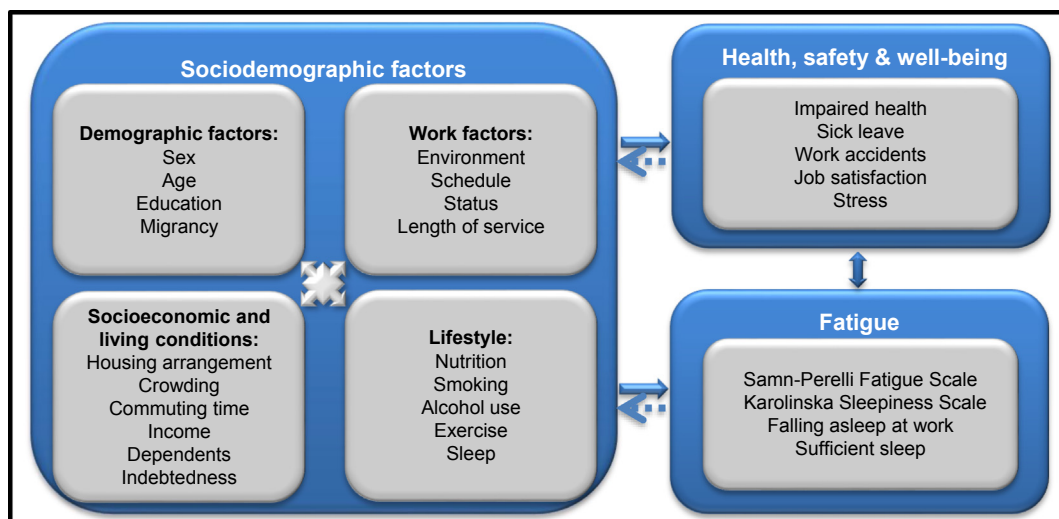 Sociodemographic factors
Demographic factors:
Sex
Age
Education
Migrancy
Work factors:
Environment
Schedule
Status
Length of service
Socioeconomic and
living conditions:
Housing arrangement
Crowding
Commuting time
Income
Dependents
Indebtedness
Lifestyle:
Nutrition
Smoking
Alcohol use
Exercise
Sleep
Health, safety & well-being
Impaired health
Sick leave
Work accidents
Job satisfaction
Stress
Fatigue
Samn-Perelli Fatigue Scale
Karolinska Sleepiness Scale
Falling asleep at work
Sufficient sleep